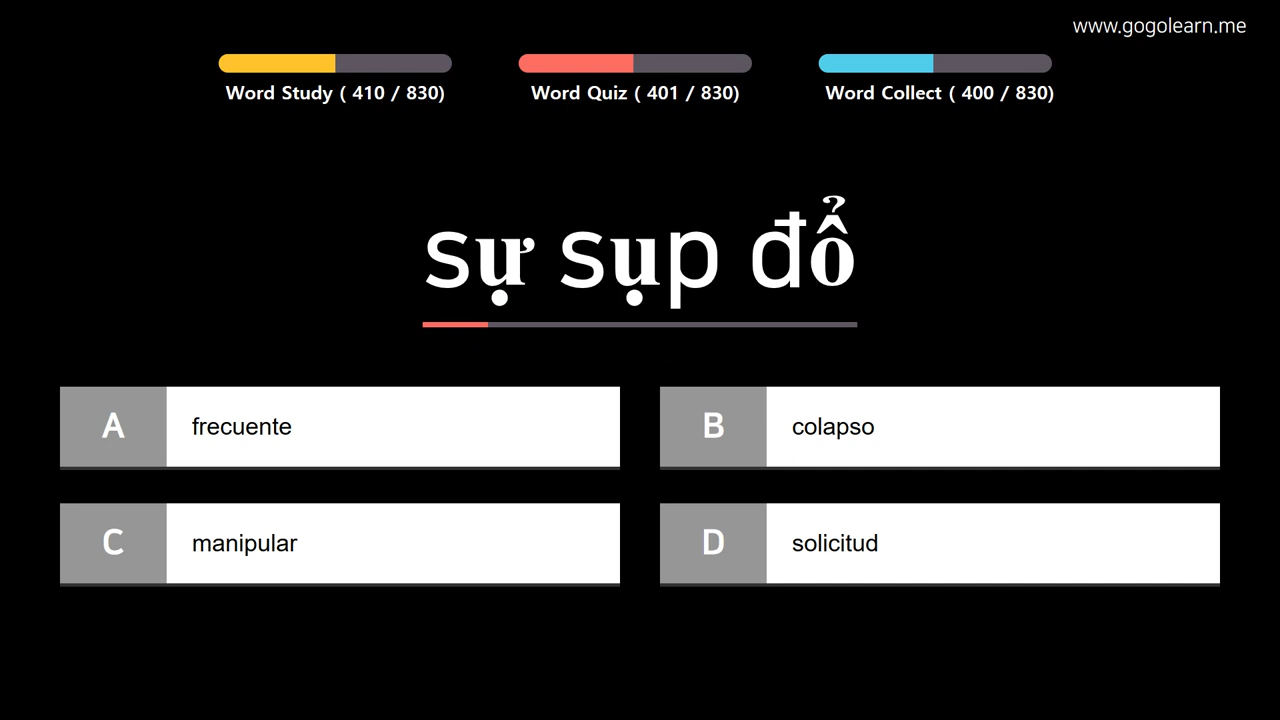 www.gogolearn.me
Word Study ( 410 / 830)
Word Quiz ( 401 / 830)
Word Collect ( 400 / 830)
sự sụp đổ
A frecuente
B colapso
C manipular
D solicitud